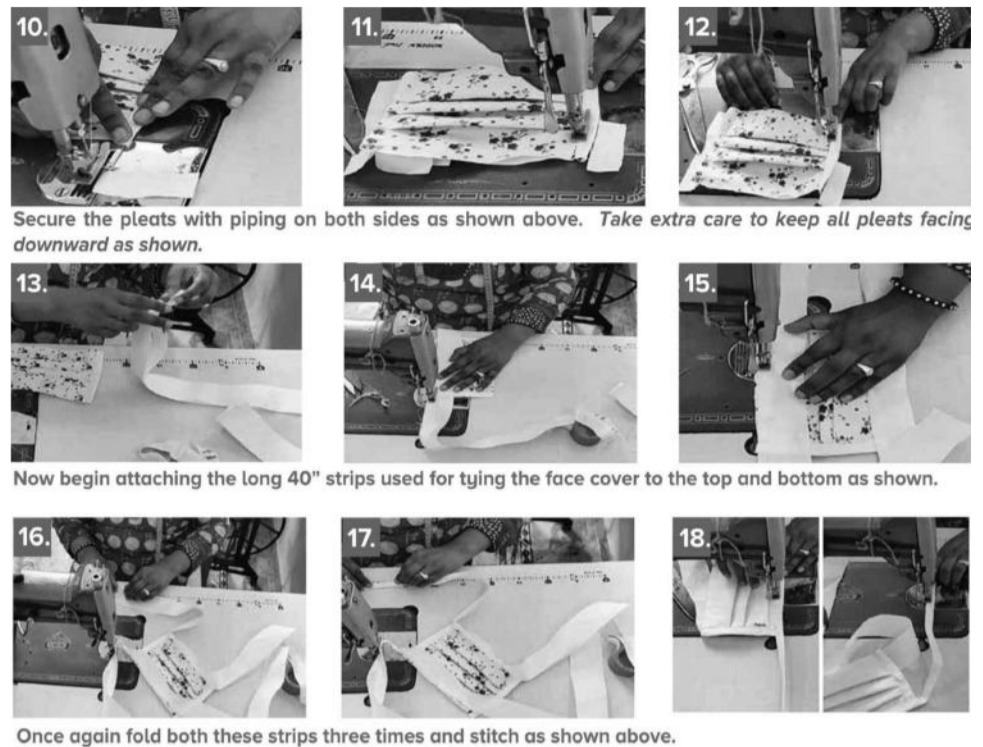 10.
11.
12.
Secure the pleats with piping on both sides as shown above. Take extra care to keep all pleats facing
downward as shown.
13.
14.
15.
Now begin attaching the long 40" strips used for tying the face cover to the top and bottom as shown.
16.
17.
18.
Once again fold both these strips three times and stitch as shown above.